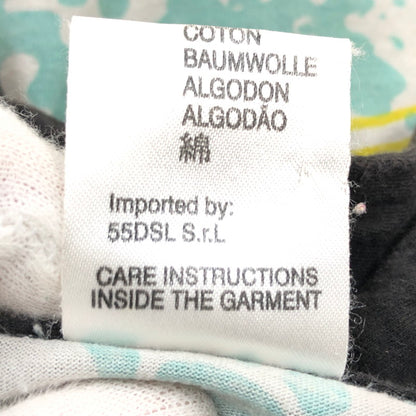 COTON
BAUMWOLLE
ALGODON
ALGODÃO
綿
Imported by:
55DSL S.r.L
CARE INSTRUCTIONS
INSIDE THE GARMENT